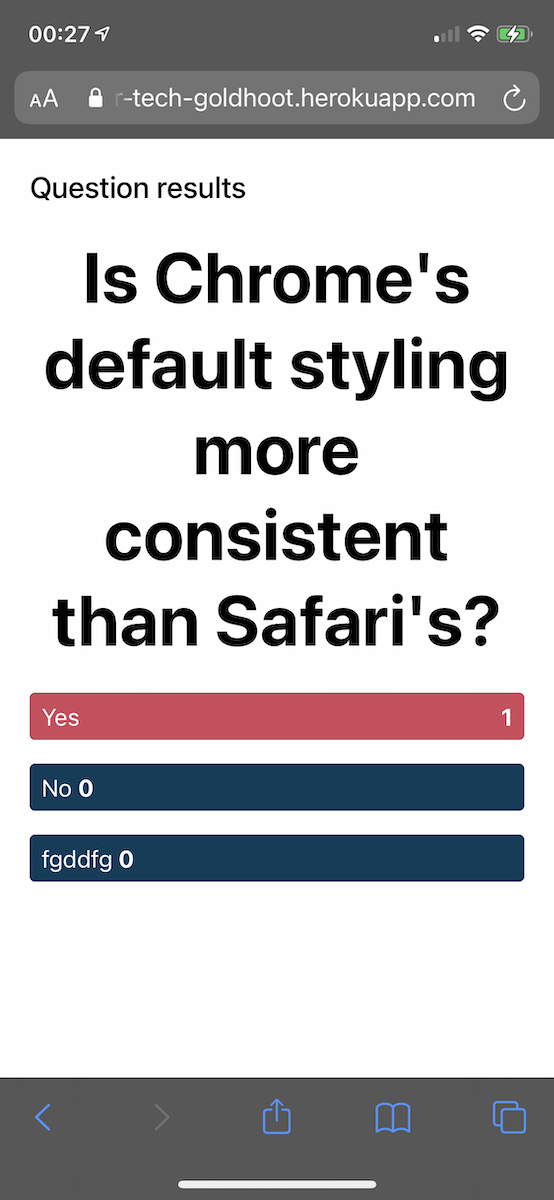 00:27
AA r-tech-goldhoot.herokuapp.com
Question results
Is Chrome's
default styling
more
consistent
than Safari's?
Yes 1
No 0
fgddfg 0